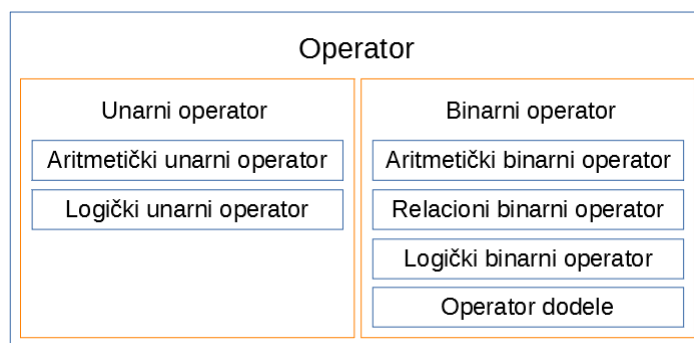 Operator
Unarni operator
Aritmetički unarni operator
Logički unarni operator
Binarni operator
Aritmetički binarni operator
Relacioni binarni operator
Logički binarni operator
Operator dodele